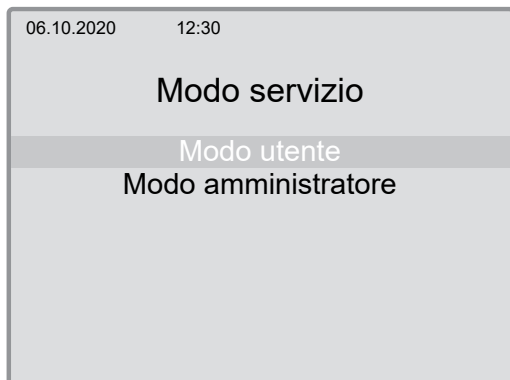 06.10.2020 12:30
Modo servizio
Modo utente
Modo amministratore